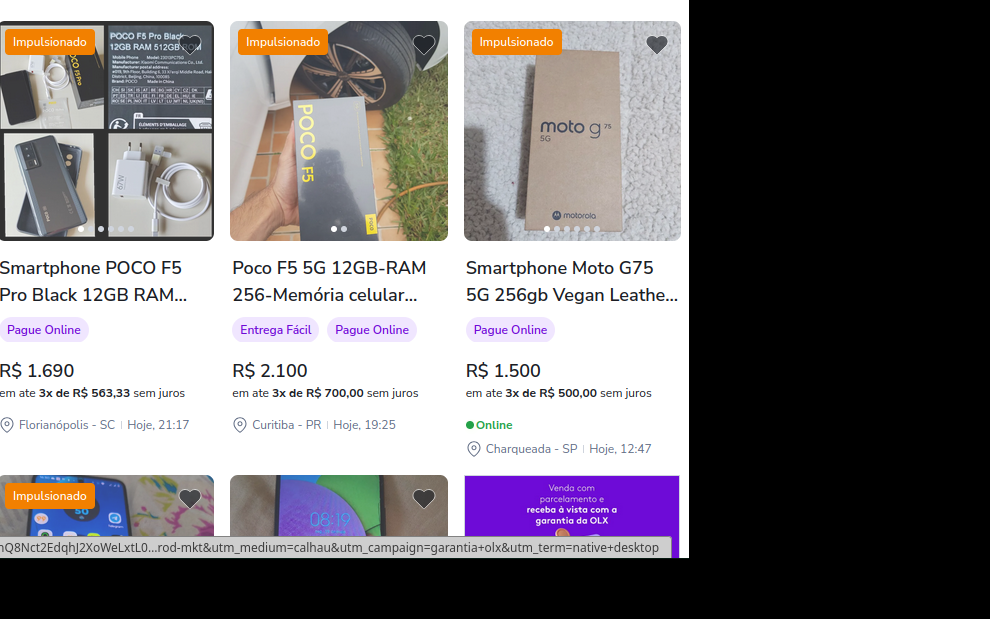 Impulsionado
POCO F5 Pro Black
12GB RAM 512GB ROM
POCO F5 Pro
67W
Impulsionado
POCO F5
POCO
Impulsionado
moto g 75
5G
motorola
Smartphone POCO F5
Pro Black 12GB RAM...
Pague Online
R$ 1.690
em ate 3x de R$ 563,33 sem juros
Florianópolis - SC | Hoje, 21:17
Poco F5 5G 12GB-RAM
256-Memória celular...
Entrega Fácil Pague Online
R$ 2.100
em ate 3x de R$ 700,00 sem juros
Curitiba - PR | Hoje, 19:25
Smartphone Moto G75
5G 256gb Vegan Leathe...
Pague Online
R$ 1.500
em ate 3x de R$ 500,00 sem juros
Online
Charqueada - SP | Hoje, 12:47
Impulsionado
08:19
Venda com
parcelamento e
receba à vista com a
garantia da OLX
nQ8Nct2EdqhJ2XoWeLxtL0...rod-mkt&utm_medium=calhau&utm_campaign=garantia+olx&utm_term=native+desktop